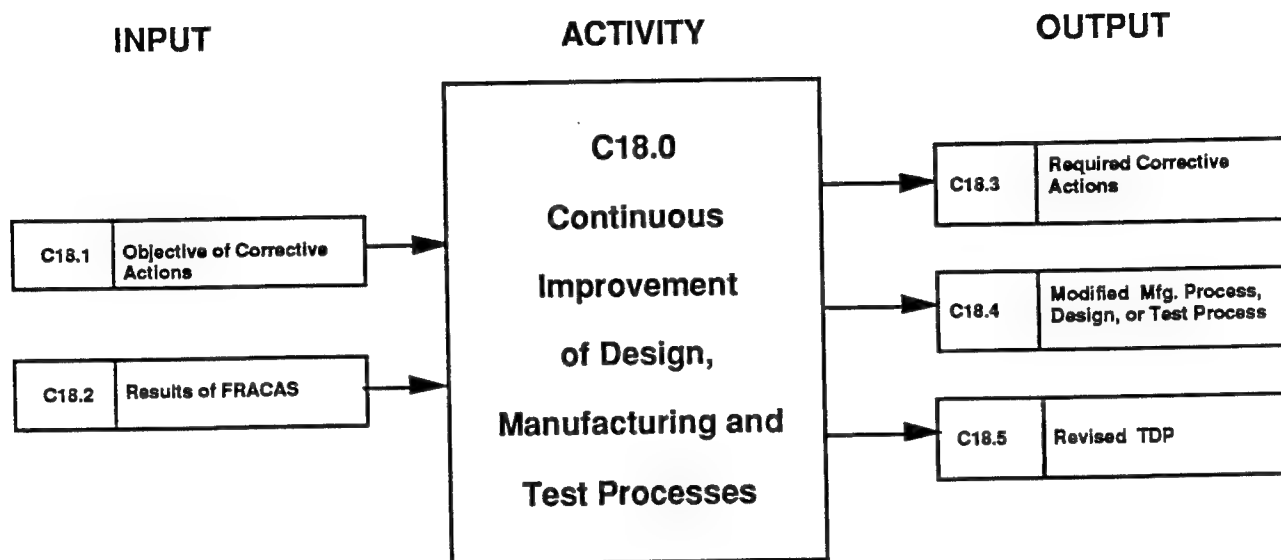 INPUT
ACTIVITY
OUTPUT
C18.1
Objective of Corrective
Actions
C18.2
Results of FRACAS
C18.0
Continuous
Improvement
of Design,
Manufacturing and
Test Processes
C18.3
Required Corrective
Actions
C18.4
Modified Mfg. Process,
Design, or Test Process
C18.5
Revised TDP